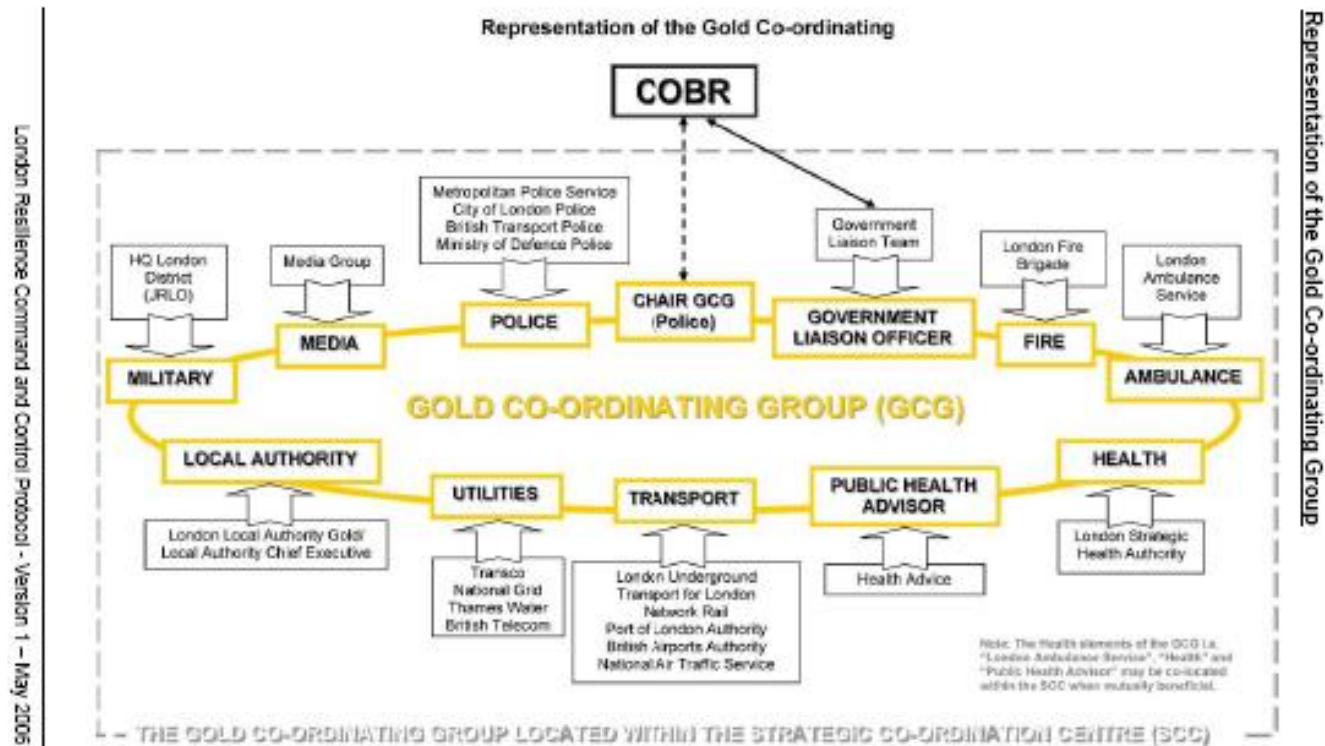 Representation of the Gold Co-ordinating Group
Representation of the Gold Co-ordinating
COBR
Metropolitan Police Service
City of London Police
British Transport Police
Ministry of Defence Police
Government
Liaison Team
London Fire
Brigade
London
Ambulance
Service
HQ London
District
(JRLO)
Media Group
CHAIR GCG
(Police)
POLICE
GOVERNMENT
LIAISON OFFICER
MEDIA
FIRE
MILITARY
AMBULANCE
GOLD CO-ORDINATING GROUP (GCG)
LOCAL AUTHORITY
UTILITIES
TRANSPORT
PUBLIC HEALTH
ADVISOR
HEALTH
London Local Authority Gold/
Local Authority Chief Executive
Transco
National Grid
Thames Water
British Telecom
London Underground
Transport for London
Network Rail
Port of London Authority
British Airports Authority
National Air Traffic Service
Health Advice
London Strategic
Health Authority
Note: The Health elements of the GCG i.e.
"London Ambulance Service", "Health" and
"Public Health Advisor" may be co-located
within the SCC when mutually beneficial.
THE GOLD CO-ORDINATING GROUP LOCATED WITHIN THE STRATEGIC CO-ORDINATION CENTRE (SCC)
London Resilience Command and Control Protocol - Version 1 – May 2006